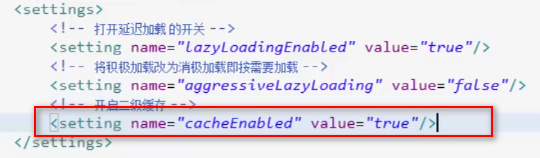 <settings>
<!-- 打开延迟加载 的开关 -->
<setting name="lazyLoadingEnabled" value="true"/>
<!-- 将积极加载改为消极加载即按需要加载 -->
<setting name="aggressiveLazyLoading" value="false"/>
<!-- 开启二级缓存 -->
<setting name="cacheEnabled" value="true"/>
</settings>